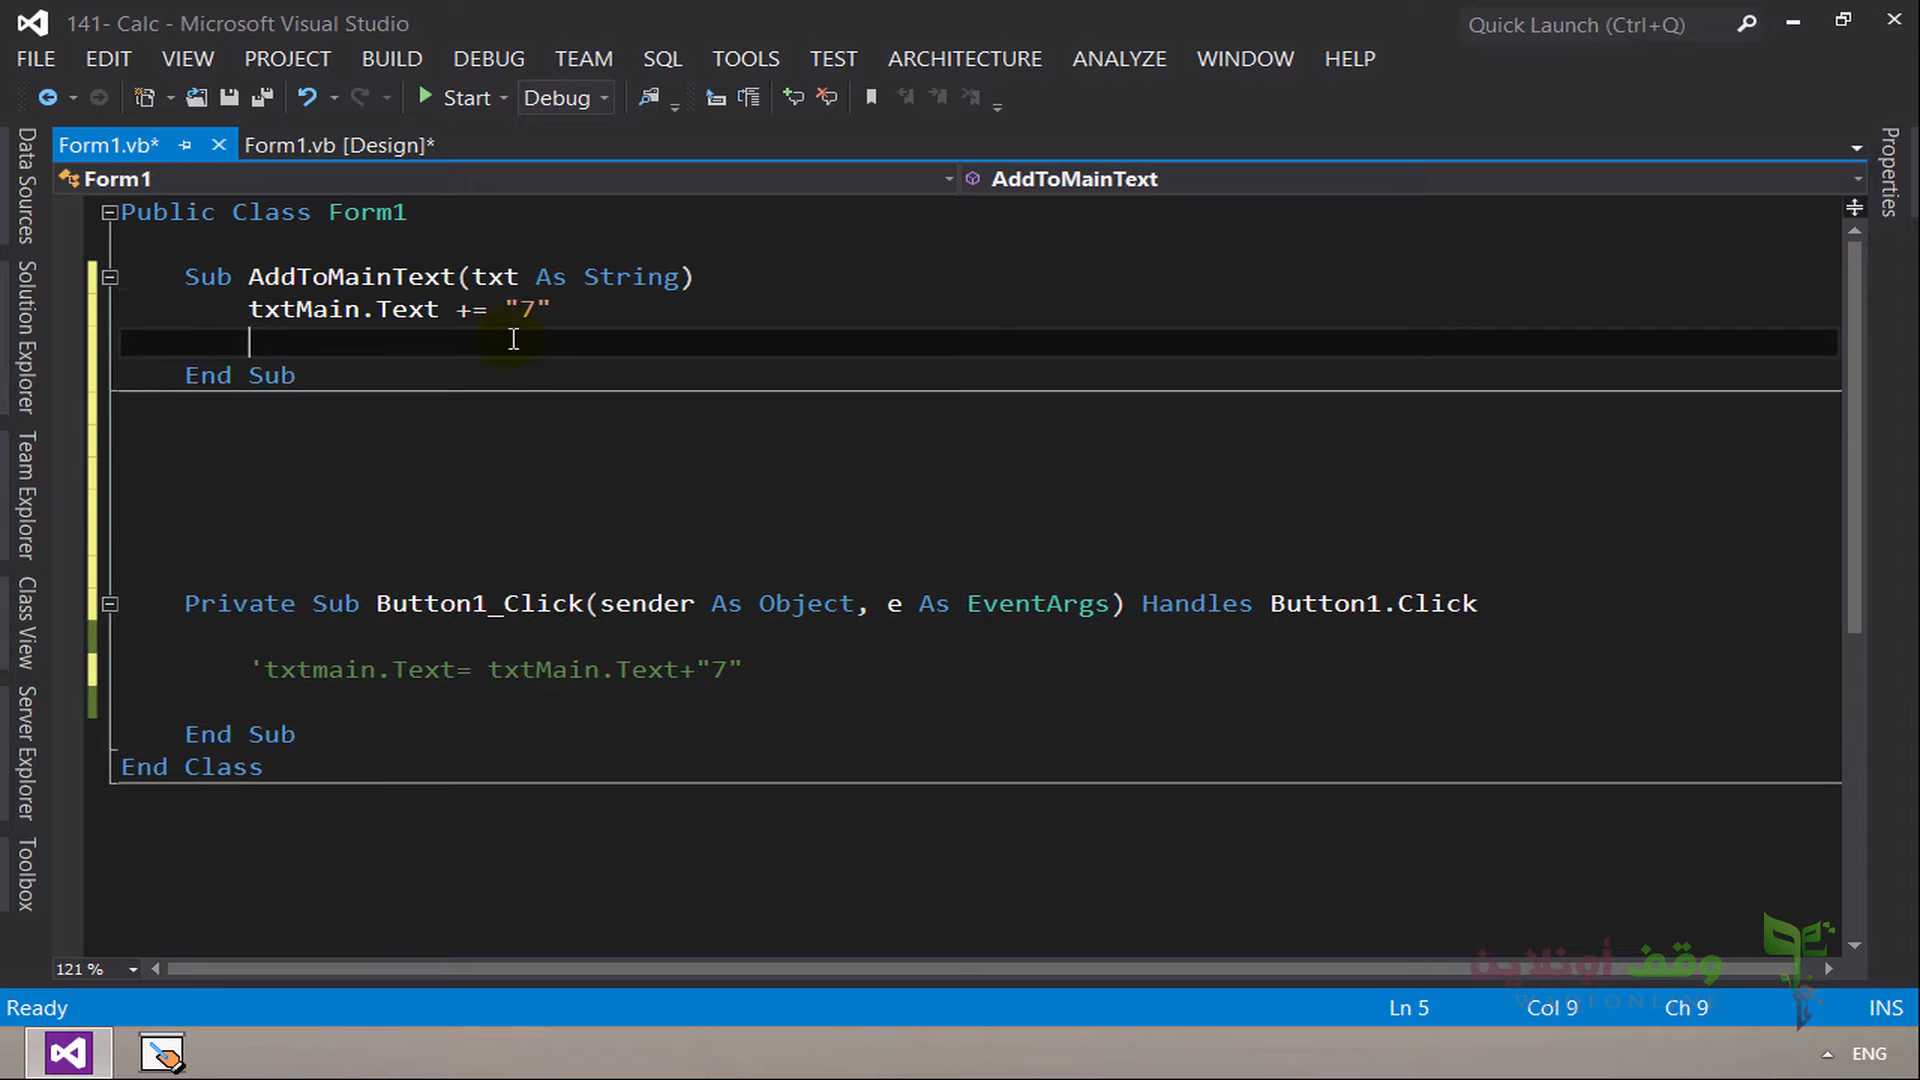 141- Calc - Microsoft Visual Studio
Quick Launch (Ctrl+Q)
FILE EDIT VIEW PROJECT BUILD DEBUG TEAM SQL TOOLS TEST ARCHITECTURE ANALYZE WINDOW HELP
Start Debug
Form1.vb* Form1.vb [Design]*
Form1 AddToMainText
Public Class Form1
Sub AddToMainText(txt As String)
txtMain.Text += "7"
End Sub
Private Sub Button1_Click(sender As Object, e As EventArgs) Handles Button1.Click
'txtmain.Text= txtMain.Text+"7"
End Sub
End Class
Data Sources
Solution Explorer
Team Explorer
Class View
Server Explorer
Toolbox
Properties
121 %
وقف أونلاين
WAQFONLINE
Ready Ln 5 Col 9 Ch 9 INS
ENG